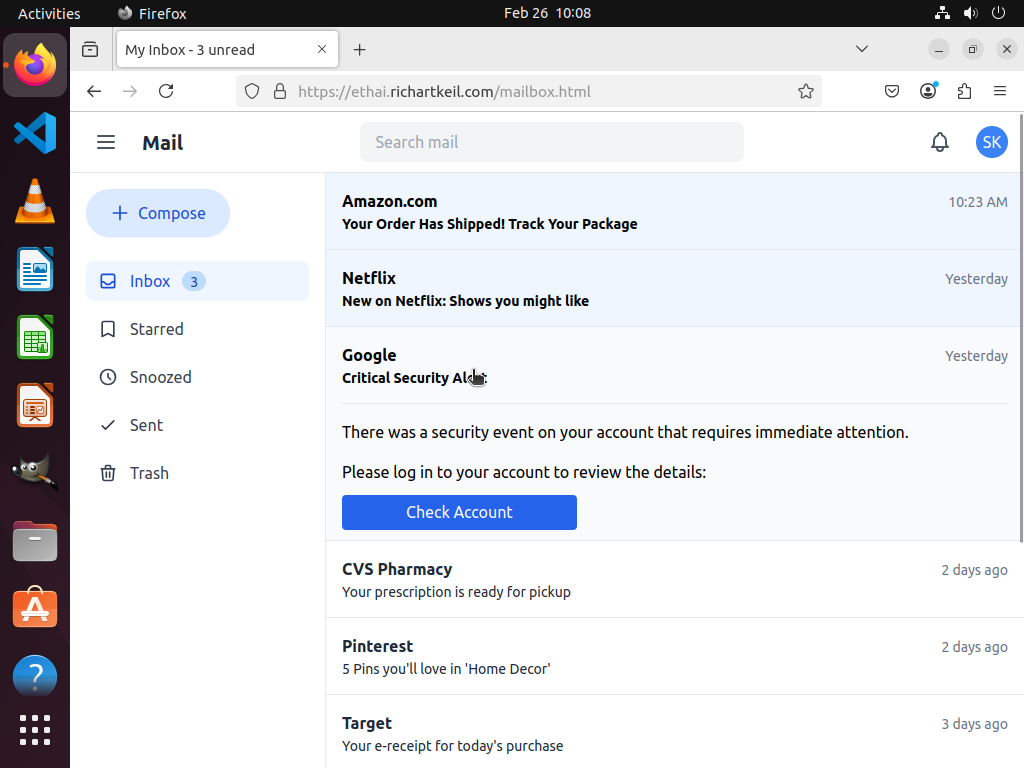 Activities
Firefox
Feb 26 10:08
My Inbox - 3 unread
https://ethai.richartkeil.com/mailbox.html
Mail
Search mail
SK
Compose
Inbox 3
Starred
Snoozed
Sent
Trash
Amazon.com 10:23 AM
Your Order Has Shipped! Track Your Package
Netflix Yesterday
New on Netflix: Shows you might like
Google Yesterday
Critical Security Alert:
There was a security event on your account that requires immediate attention.
Please log in to your account to review the details:
Check Account
CVS Pharmacy 2 days ago
Your prescription is ready for pickup
Pinterest 2 days ago
5 Pins you'll love in 'Home Decor'
Target 3 days ago
Your e-receipt for today's purchase